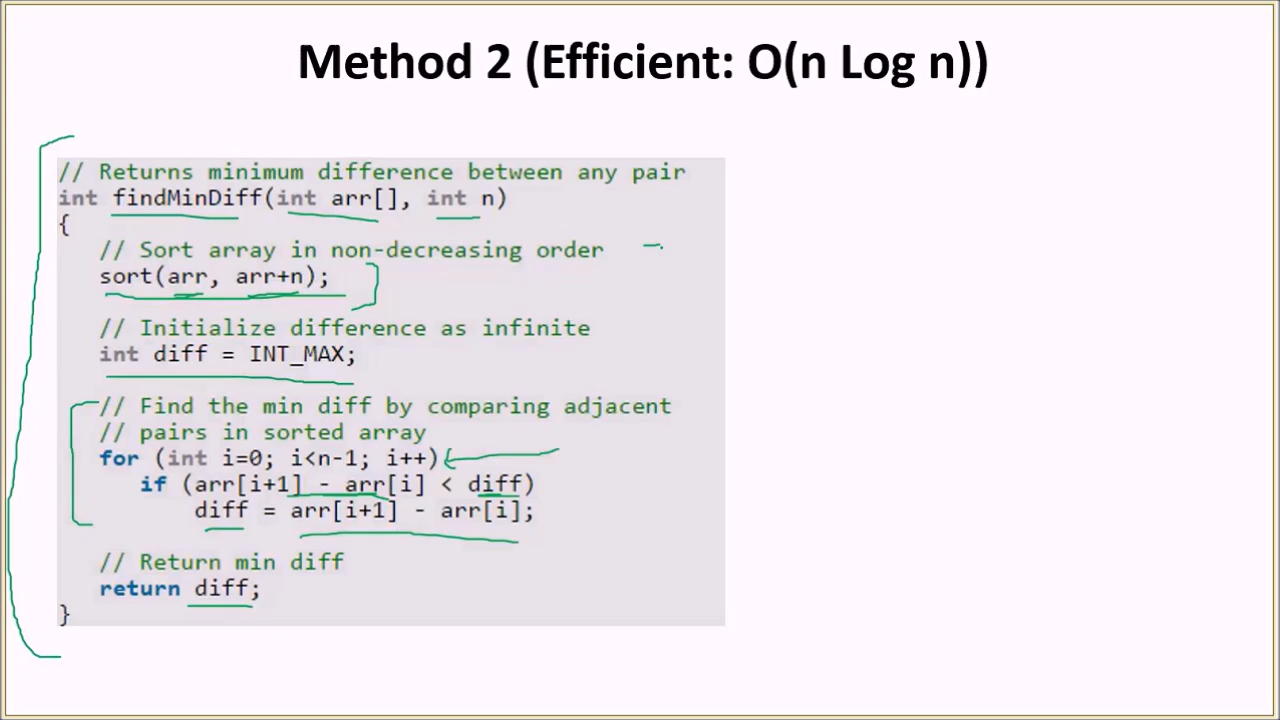 Method 2 (Efficient: O(n Log n))
// Returns minimum difference between any pair
int findMinDiff(int arr[], int n)
{
// Sort array in non-decreasing order
sort(arr, arr+n);
// Initialize difference as infinite
int diff = INT_MAX;
// Find the min diff by comparing adjacent
// pairs in sorted array
for (int i=0; i<n-1; i++)
if (arr[i+1] - arr[i] < diff)
diff = arr[i+1] - arr[i];
// Return min diff
return diff;
}